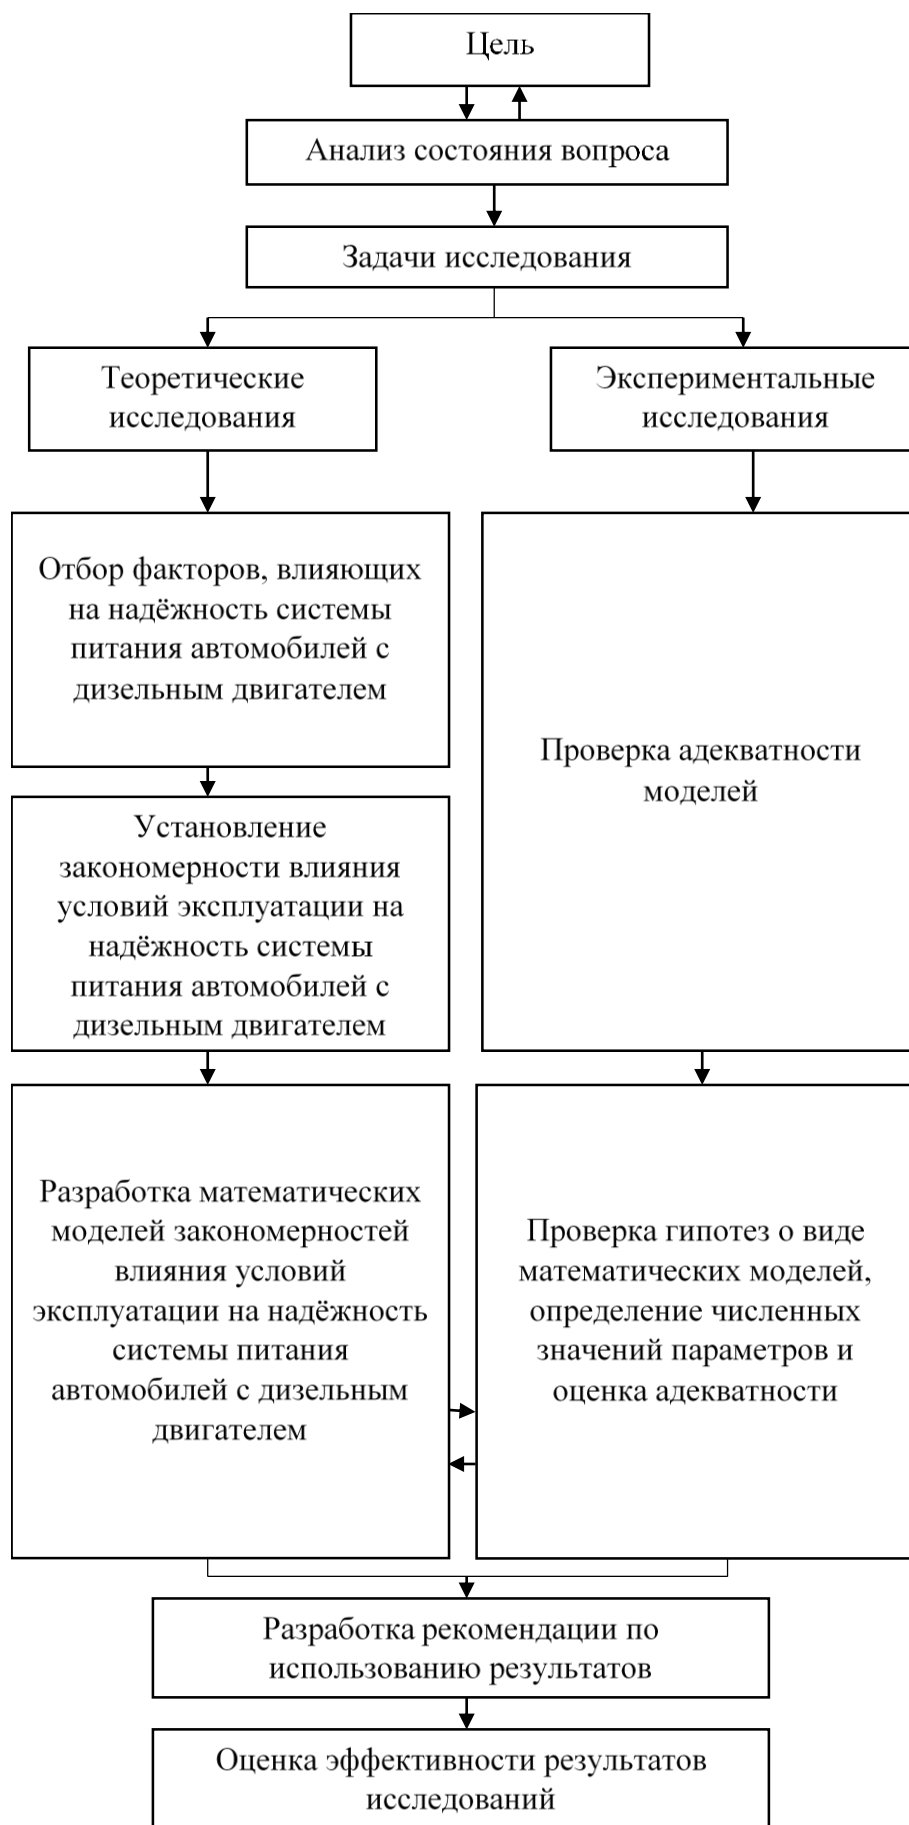 Цель
Анализ состояния вопроса
Задачи исследования
Теоретические
исследования
Экспериментальные
исследования
Отбор факторов, влияющих
на надёжность системы
питания автомобилей с
дизельным двигателем
Проверка адекватности
моделей
Установление
закономерности влияния
условий эксплуатации на
надёжность системы
питания автомобилей с
дизельным двигателем
Разработка математических
моделей закономерностей
влияния условий
эксплуатации на надёжность
системы питания
автомобилей с дизельным
двигателем
Проверка гипотез о виде
математических моделей,
определение численных
значений параметров и
оценка адекватности
Разработка рекомендации по
использованию результатов
Оценка эффективности результатов
исследований